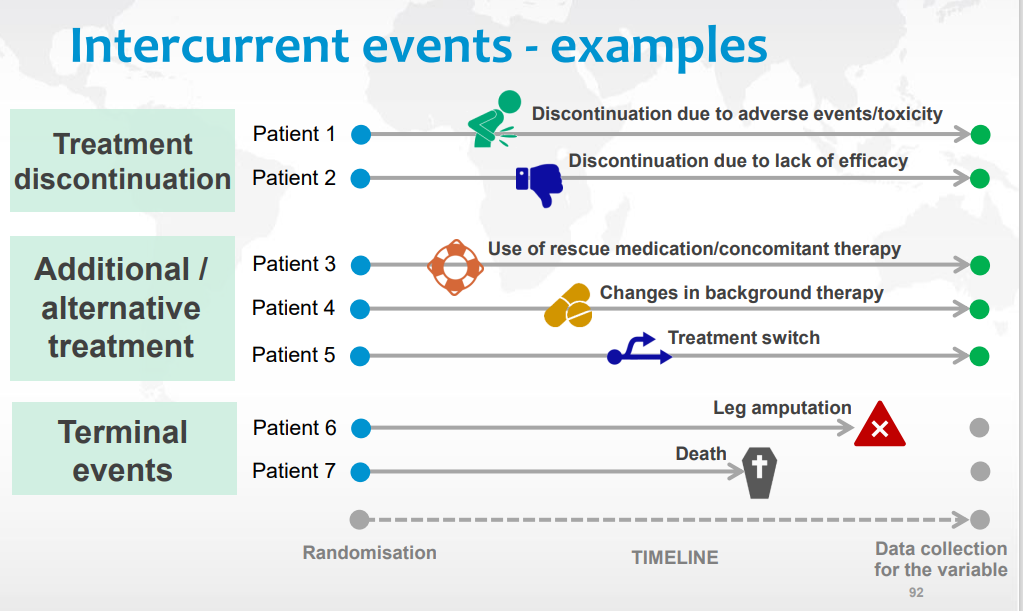 Intercurrent events - examples
Treatment
discontinuation
Patient 1
Discontinuation due to adverse events/toxicity
Patient 2
Discontinuation due to lack of efficacy
Additional /
alternative
treatment
Patient 3
Use of rescue medication/concomitant therapy
Patient 4
Changes in background therapy
Patient 5
Treatment switch
Terminal
events
Patient 6
Leg amputation
Patient 7
Death
Randomisation
TIMELINE
Data collection
for the variable
92